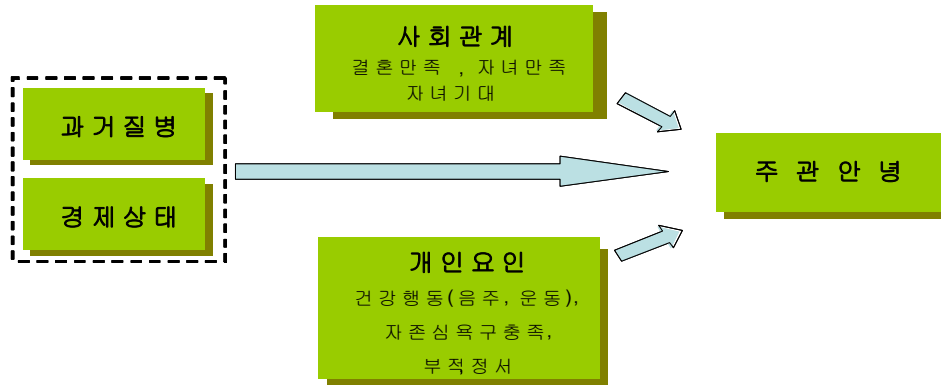 사회관계
결혼만족 , 자녀만족
자녀기대
과거질병
경제상태
주관안녕
개인요인
건강행동(음주, 운동),
자존심욕구충족,
부적정서